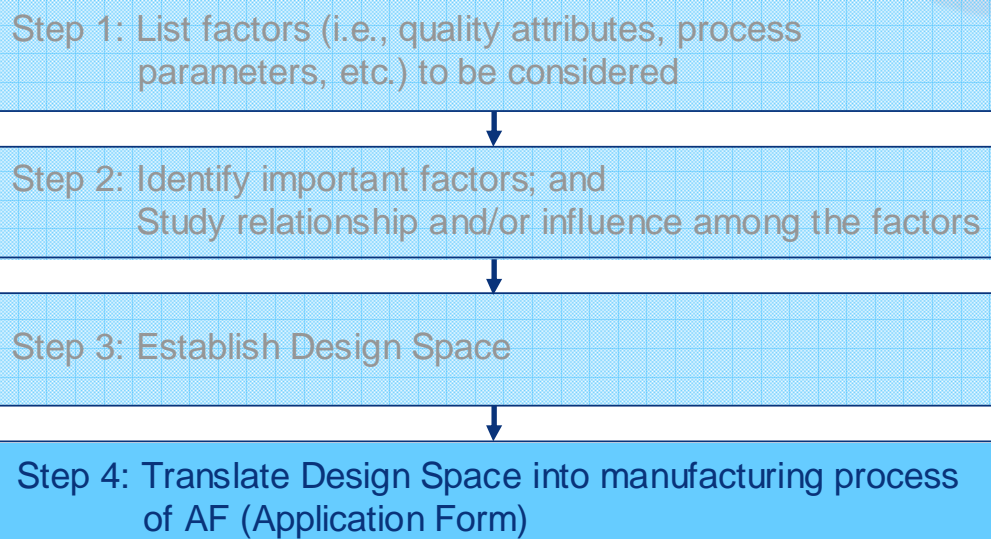 Step 1: List factors (i.e., quality attributes, process
parameters, etc.) to be considered
Step 2: Identify important factors; and
Study relationship and/or influence among the factors
Step 3: Establish Design Space
Step 4: Translate Design Space into manufacturing process
of AF (Application Form)